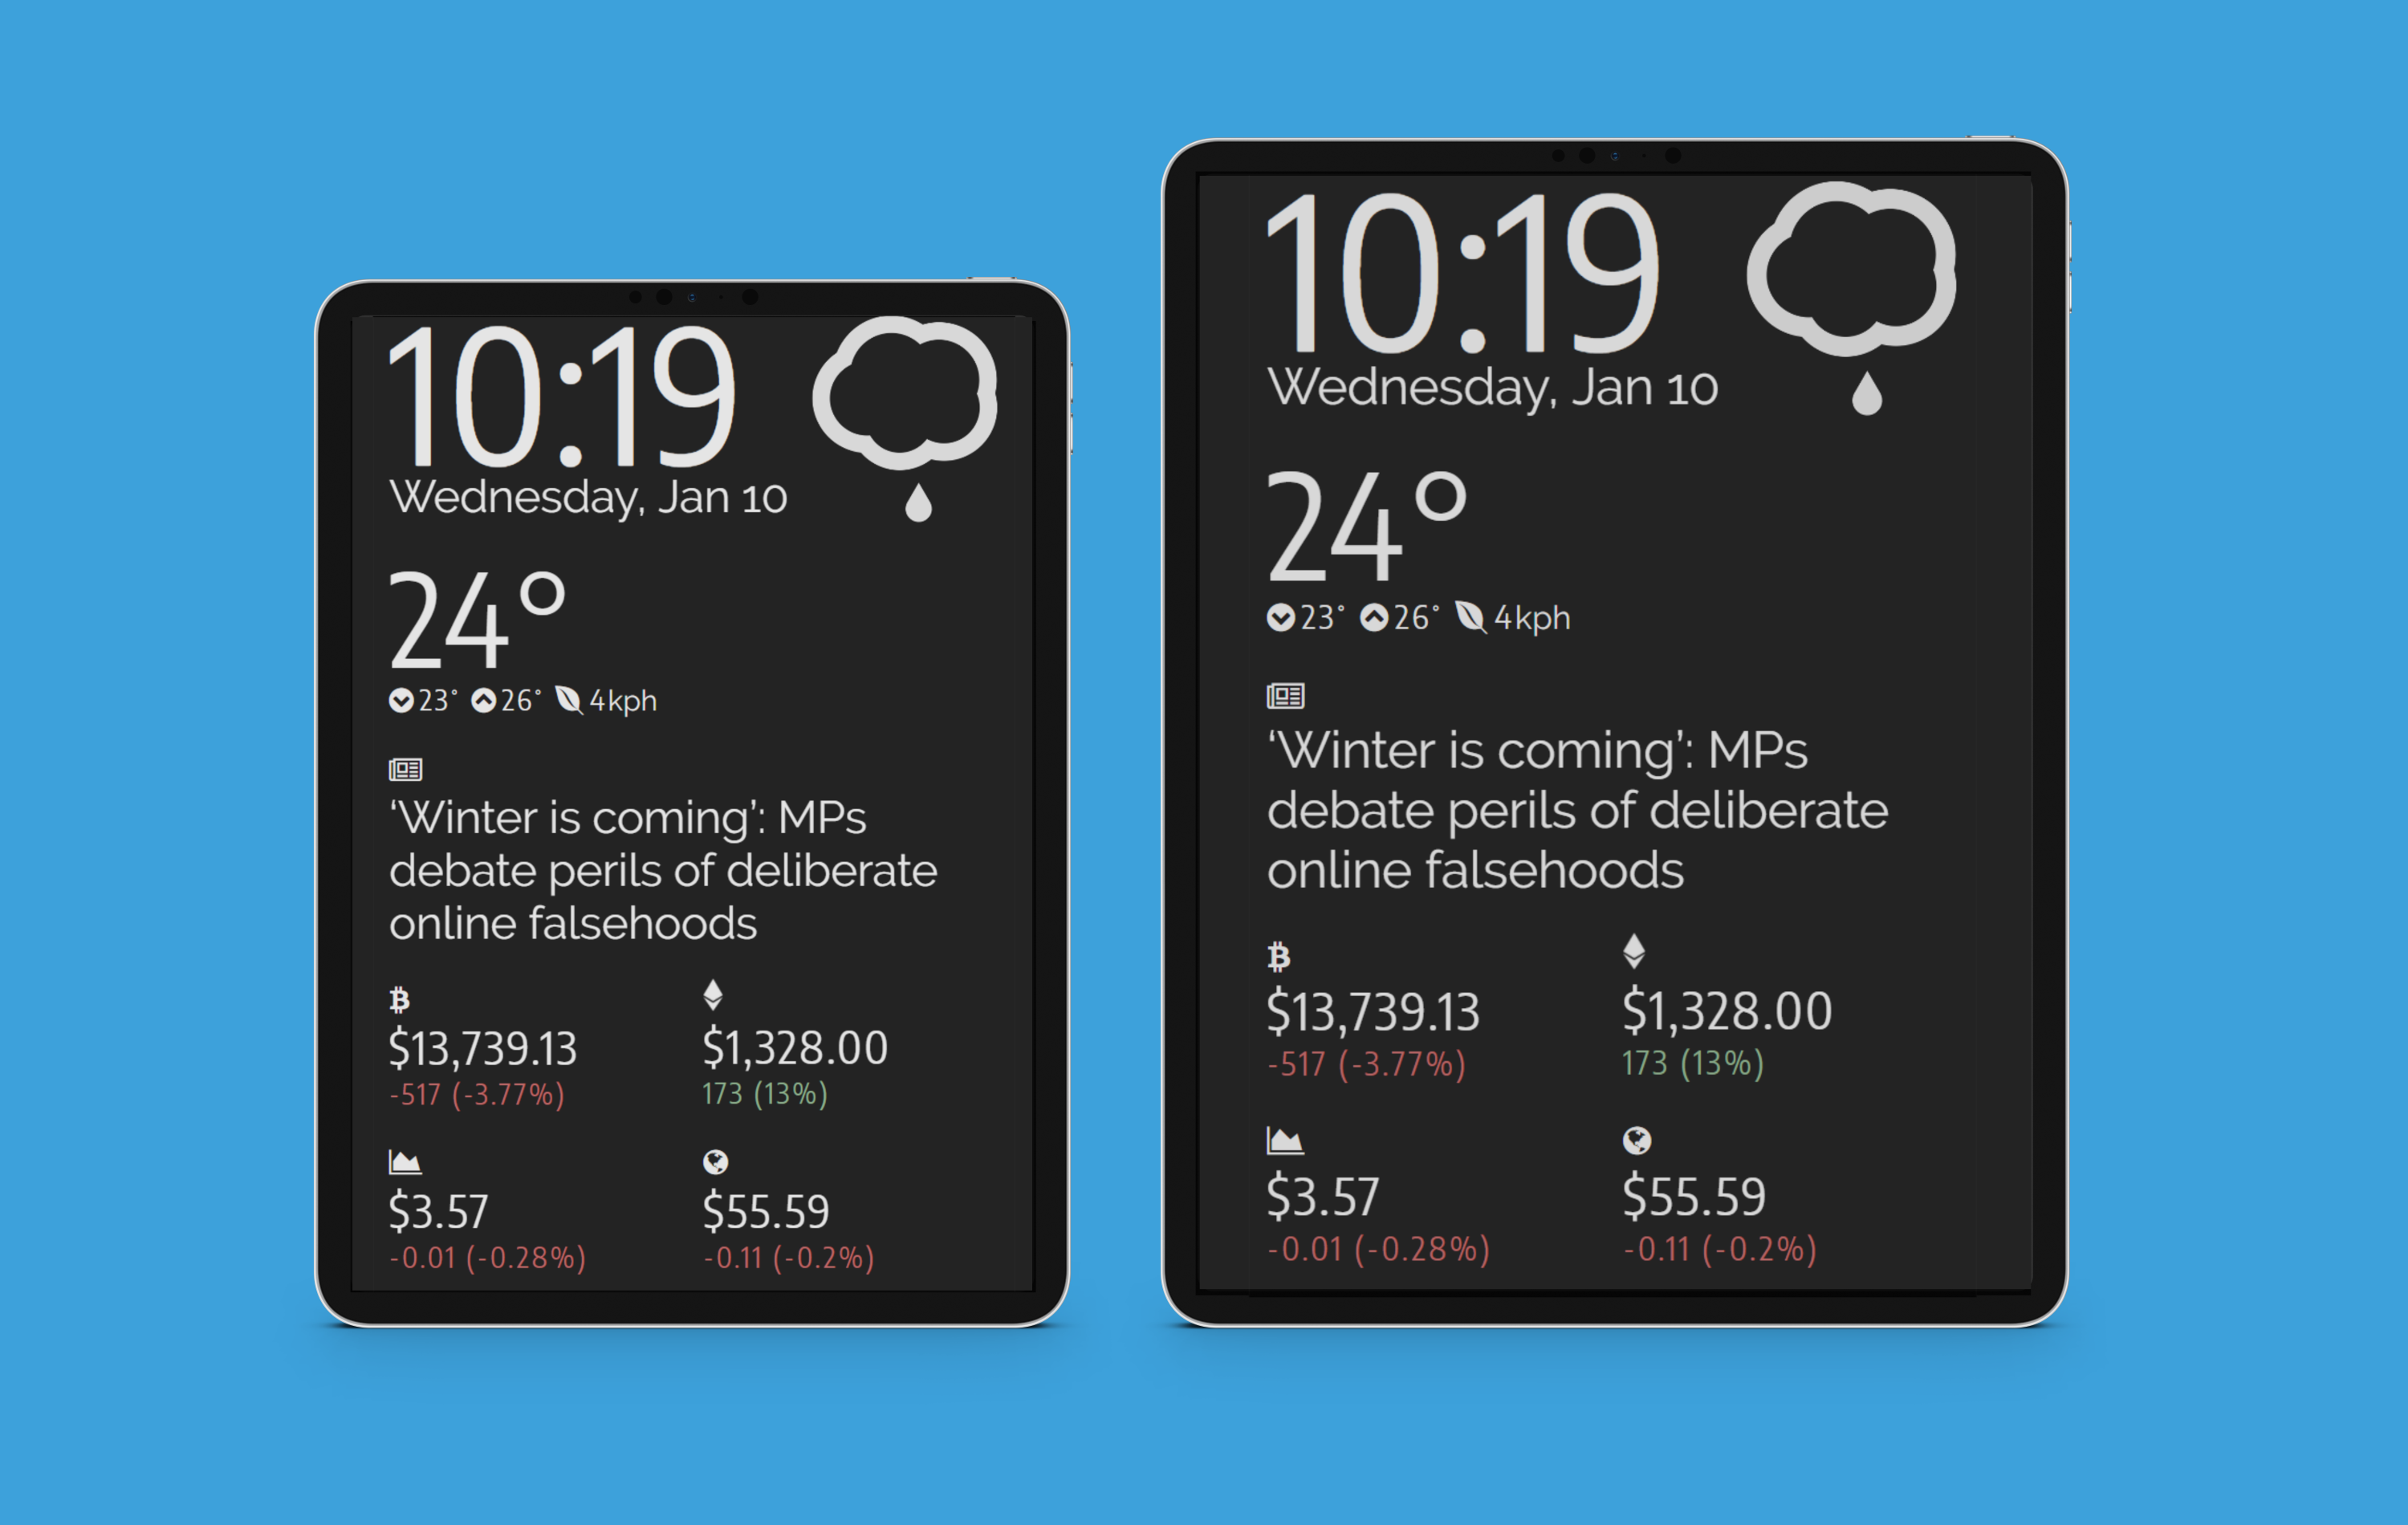 10:19
Wednesday, Jan 10
24°
23° 26° 4kph
‘Winter is coming’: MPs
debate perils of deliberate
online falsehoods
$13,739.13 $1,328.00
-517 (-3.77%) 173 (13%)
$3.57 $55.59
-0.01 (-0.28%) -0.11 (-0.2%)
10:19
Wednesday, Jan 10
24°
23° 26° 4kph
‘Winter is coming’: MPs
debate perils of deliberate
online falsehoods
$13,739.13 $1,328.00
-517 (-3.77%) 173 (13%)
$3.57 $55.59
-0.01 (-0.28%) -0.11 (-0.2%)